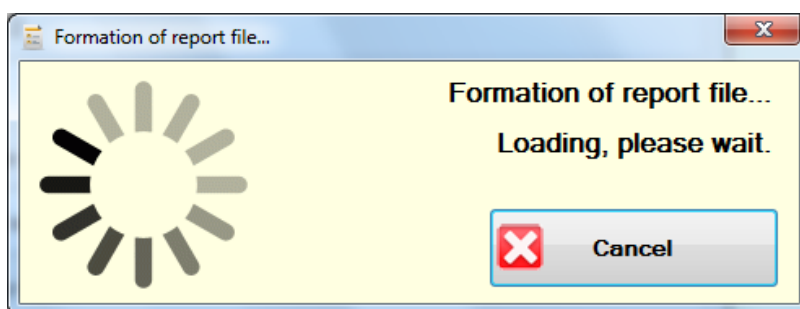 Formation of report file...
Formation of report file...
Loading, please wait.
Cancel